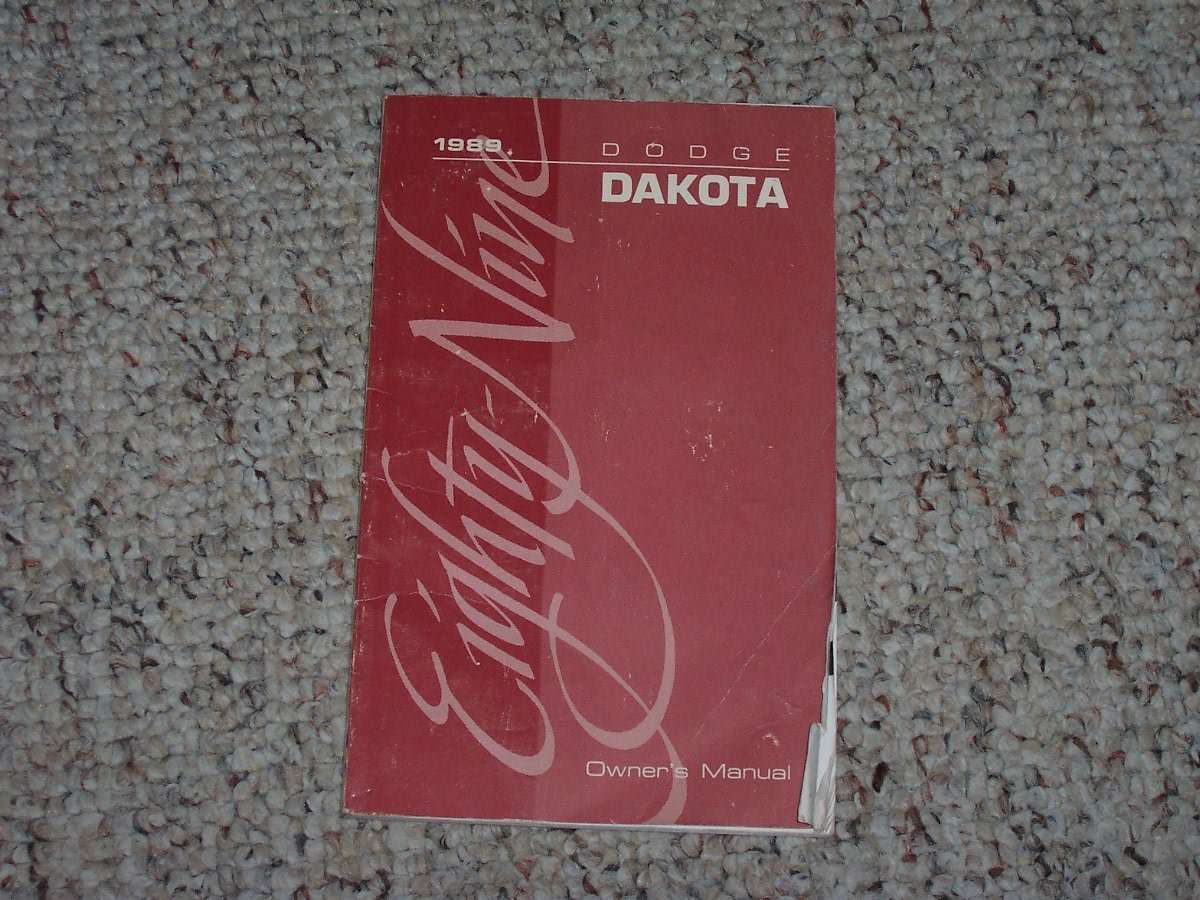 1989
DODGE
DAKOTA
Eighty-Nine
Owner's Manual